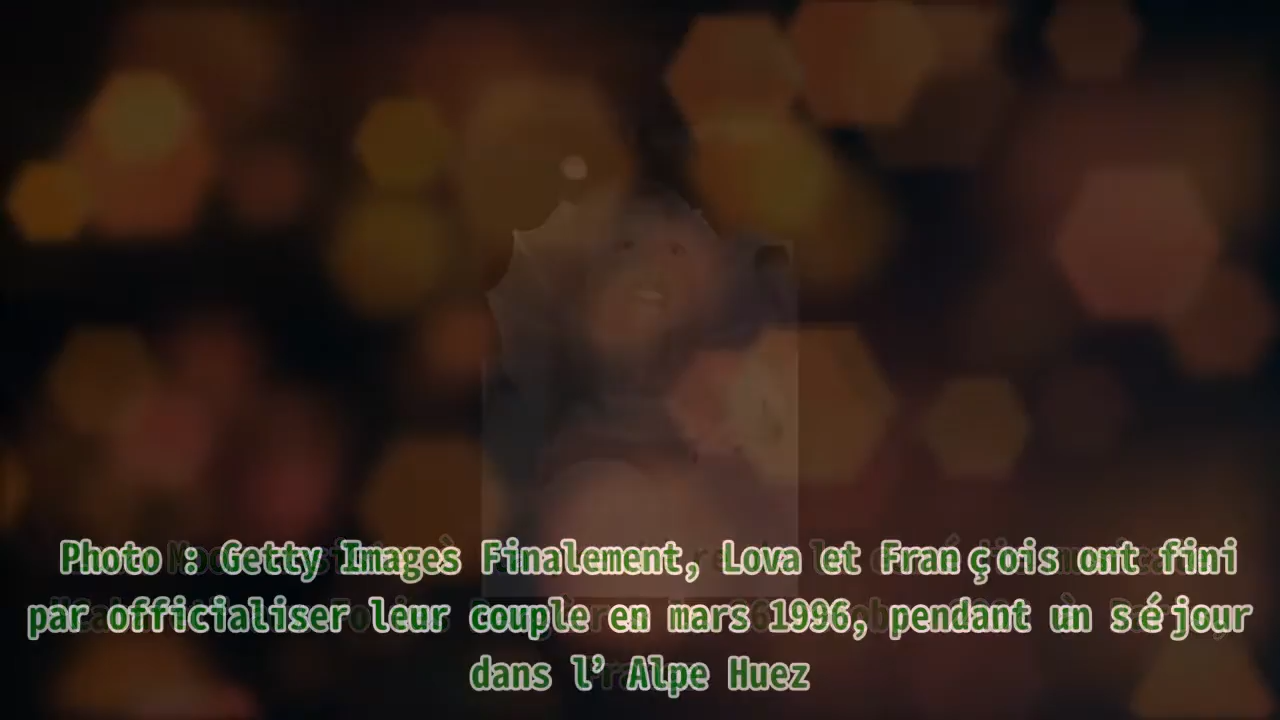 Photo : Getty Images Finalement, Lova et François ont fini
par officialiser leur couple en mars 1996, pendant un séjour
dans l’ Alpe Huez